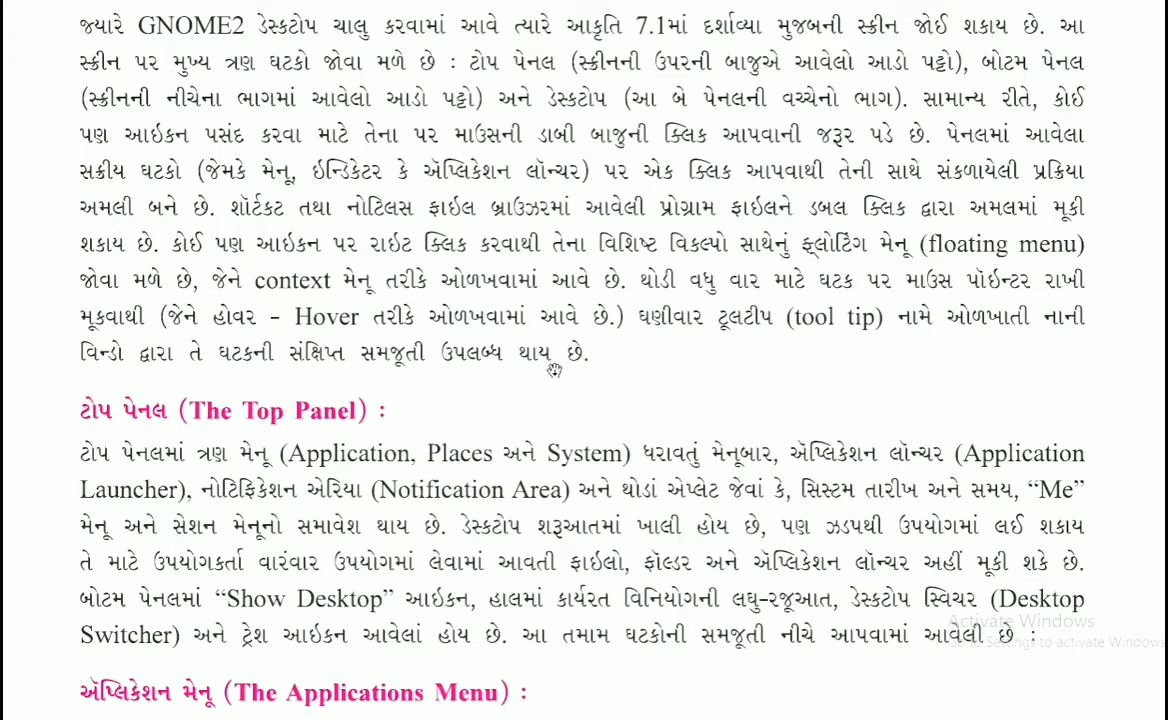 જ્યારે GNOME2 ડેસ્કટોપ ચાલુ કરવામાં આવે ત્યારે આકૃતિ 7.1માં દર્શાવ્યા મુજબની સ્ક્રીન જોઈ શકાય છે. આ
સ્ક્રીન પર મુખ્ય ત્રણ ઘટકો જોવા મળે છે : ટોપ પેનલ (સ્ક્રીનની ઉપરની બાજુએ આવેલો આડો પટ્ટો), બોટમ પેનલ
(સ્ક્રીનની નીચેના ભાગમાં આવેલો આડો પટ્ટો) અને ડેસ્કટોપ (આ બે પેનલની વચ્ચેનો ભાગ). સામાન્ય રીતે, કોઈ
પણ આઇકન પસંદ કરવા માટે તેના પર માઉસની ડાબી બાજુની ક્લિક આપવાની જરૂર પડે છે. પેનલમાં આવેલા
સક્રીય ઘટકો (જેમકે મેનૂ, ઇન્ડિકેટર કે ઍપ્લિકેશન લૉન્ચર) પર એક ક્લિક આપવાથી તેની સાથે સંકળાયેલી પ્રક્રિયા
અમલી બને છે. શૉર્ટકટ તથા નોટિલસ ફાઇલ બ્રાઉઝરમાં આવેલી પ્રોગ્રામ ફાઇલને ડબલ ક્લિક દ્વારા અમલમાં મૂકી
શકાય છે. કોઈ પણ આઇકન પર રાઇટ ક્લિક કરવાથી તેના વિશિષ્ટ વિકલ્પો સાથેનું ફ્લોટિંગ મેનૂ (floating menu)
જોવા મળે છે, જેને context મેનૂ તરીકે ઓળખવામાં આવે છે. થોડી વધુ વાર માટે ઘટક પર માઉસ પૉઇન્ટર રાખી
મૂકવાથી (જેને હોવર - Hover તરીકે ઓળખવામાં આવે છે.) ઘણીવાર ટૂલટીપ (tool tip) નામે ઓળખાતી નાની
વિન્ડો દ્વારા તે ઘટકની સંક્ષિપ્ત સમજૂતી ઉપલબ્ધ થાય છે.
ટોપ પેનલ (The Top Panel) :
ટોપ પેનલમાં ત્રણ મેનૂ (Application, Places અને System) ધરાવતું મેનૂબાર, ઍપ્લિકેશન લૉન્ચર (Application
Launcher), નોટિફિકેશન એરિયા (Notification Area) અને થોડાં એપ્લેટ જેવાં કે, સિસ્ટમ તારીખ અને સમય, “Me”
મેનૂ અને સેશન મેનૂનો સમાવેશ થાય છે. ડેસ્કટોપ શરૂઆતમાં ખાલી હોય છે, પણ ઝડપથી ઉપયોગમાં લઈ શકાય
તે માટે ઉપયોગકર્તા વારંવાર ઉપયોગમાં લેવામાં આવતી ફાઇલો, ફૉલ્ડર અને ઍપ્લિકેશન લૉન્ચર અહીં મૂકી શકે છે.
બોટમ પેનલમાં “Show Desktop” આઇકન, હાલમાં કાર્યરત વિનિયોગની લઘુ-રજૂઆત, ડેસ્કટોપ સ્વિચર (Desktop
Switcher) અને ટ્રેશ આઇકન આવેલાં હોય છે. આ તમામ ઘટકોની સમજૂતી નીચે આપવામાં આવેલી છે :
Activate Windows
Go to Settings to activate Windows
ઍપ્લિકેશન મેનૂ (The Applications Menu) :